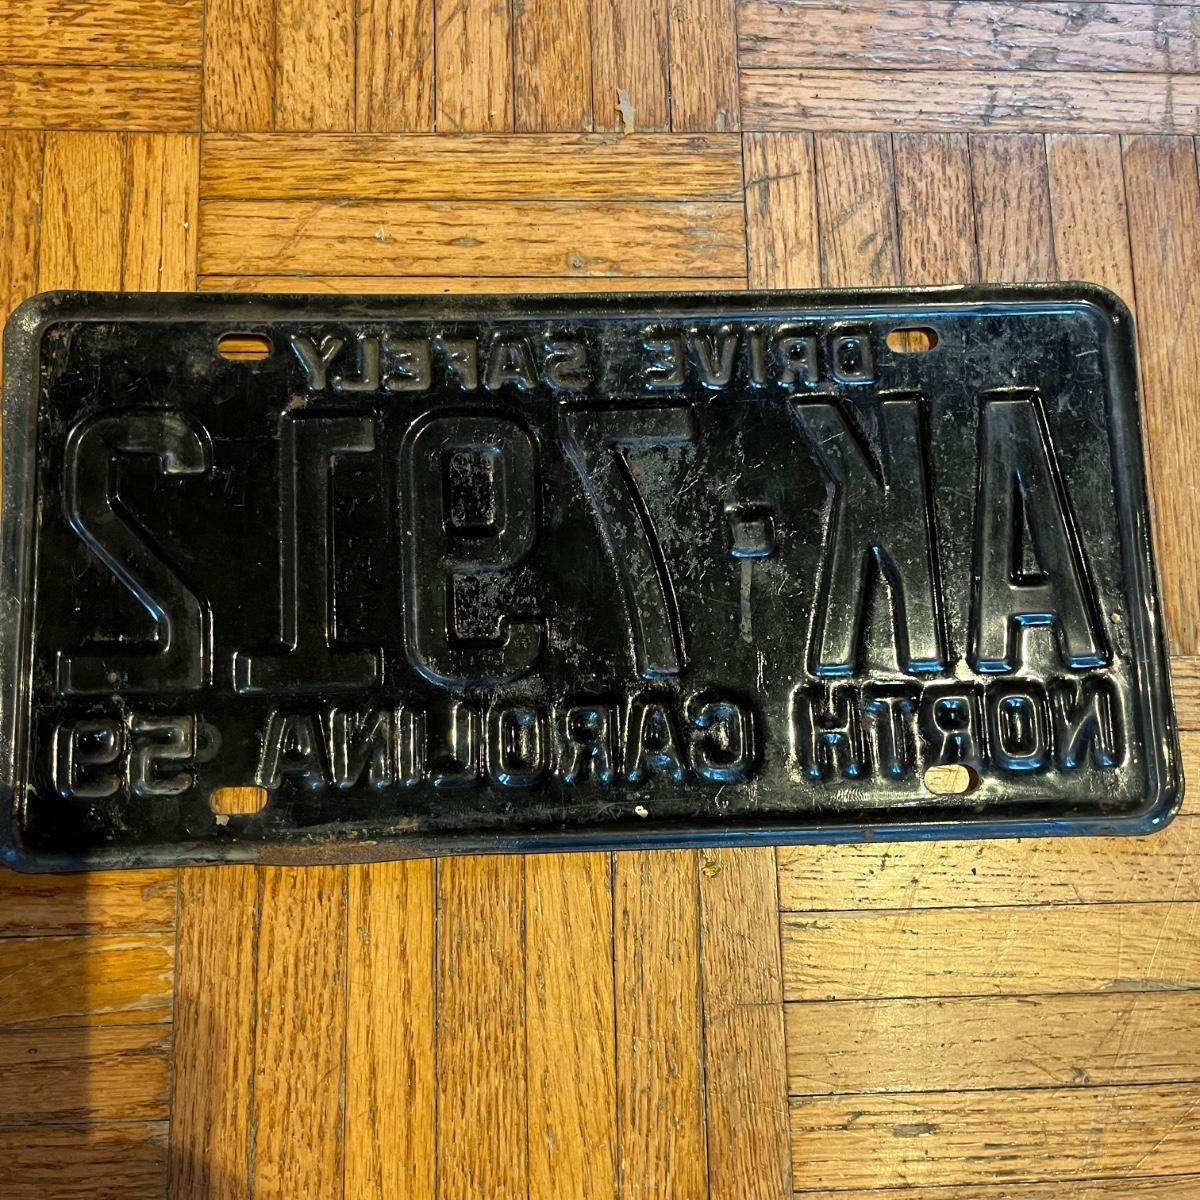 DRIVE SAFELY
AK-7912
NORTH CAROLINA 59